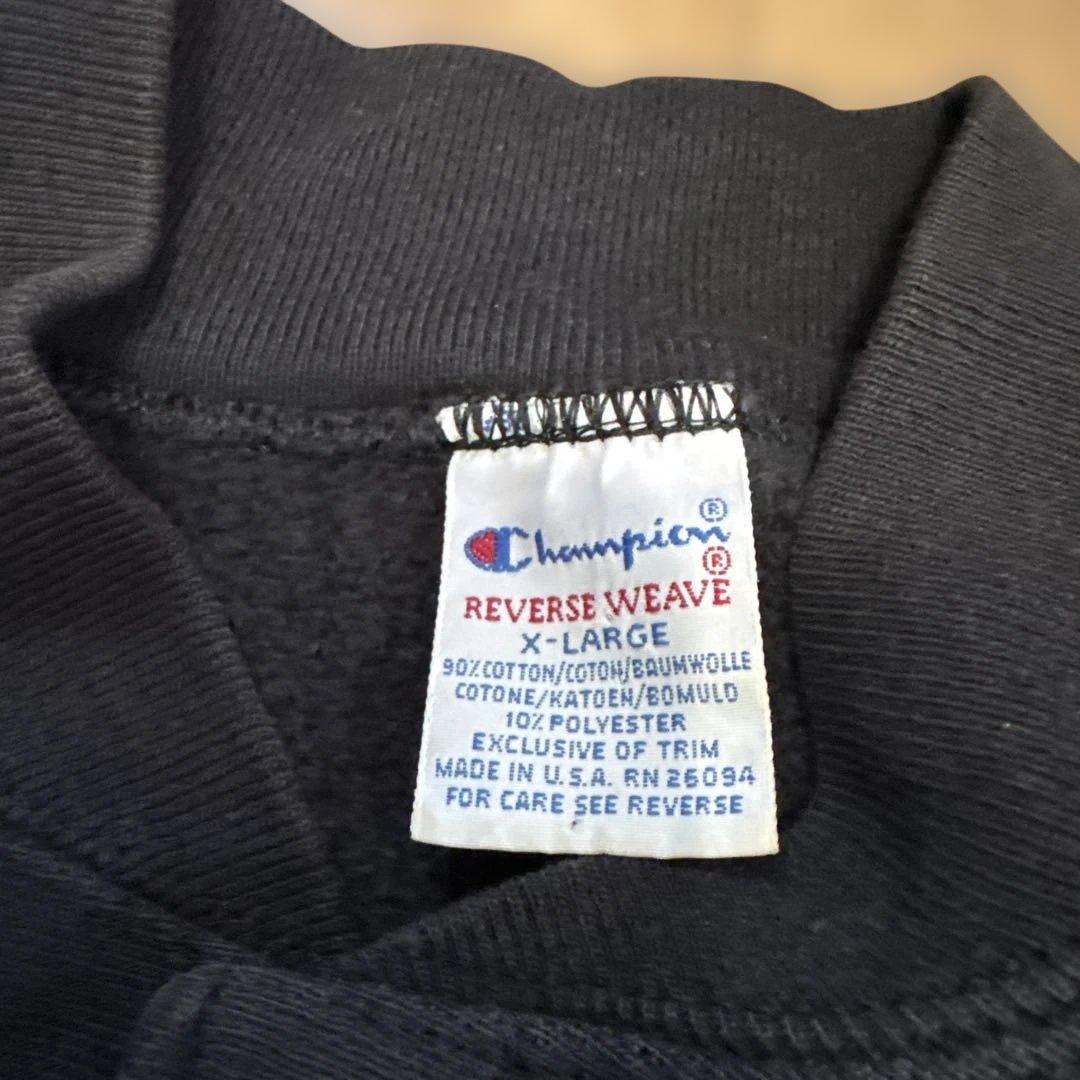 Champion®
REVERSE WEAVE®
X-LARGE
90% COTTON/COTON/BAUMWOLLE
COTONE/KATOEN/BOMULD
10% POLYESTER
EXCLUSIVE OF TRIM
MADE IN U.S.A. RN 26094
FOR CARE SEE REVERSE